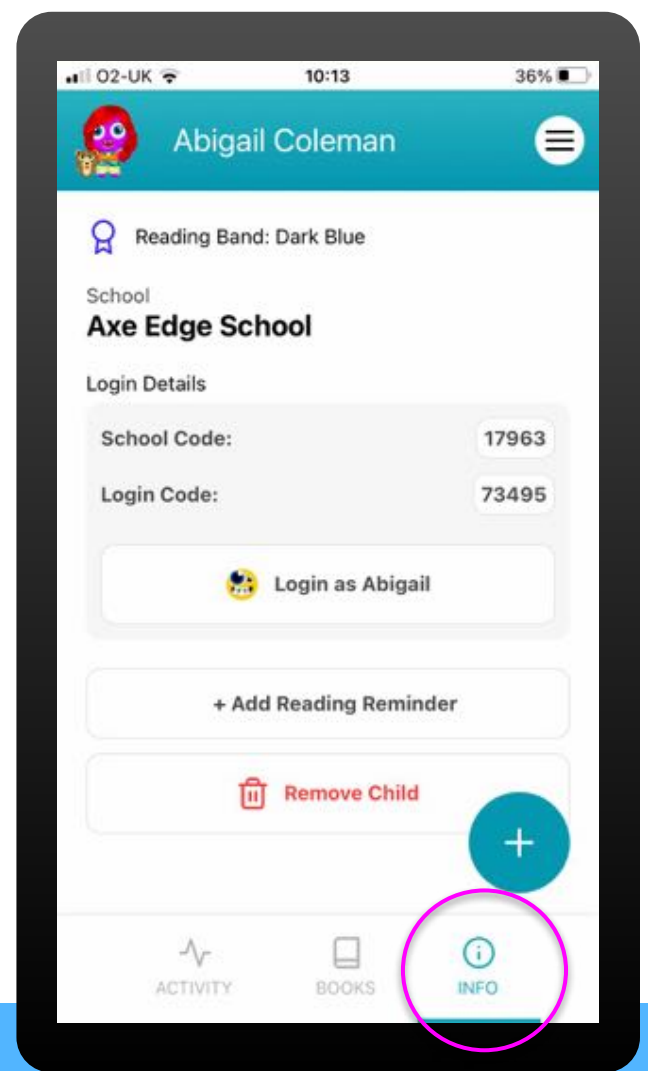 O2-UK 10:13 36%
Abigail Coleman
Reading Band: Dark Blue
School
Axe Edge School
Login Details
School Code: 17963
Login Code: 73495
Login as Abigail
+ Add Reading Reminder
Remove Child
+
ACTIVITY BOOKS INFO